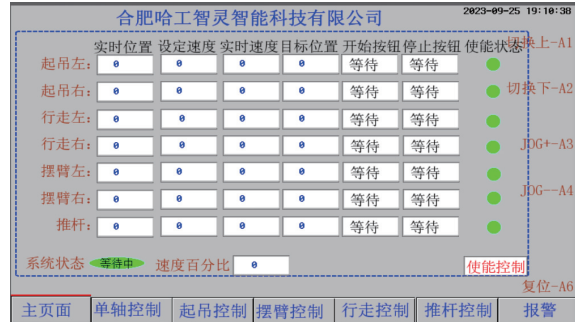 合肥哈工智灵智能科技有限公司 2023-09-25 19:10:38
实时位置 设定速度 实时速度 目标位置 开始按钮 停止按钮 使能状态 切换上-A1
起吊左: 0 0 0 0 等待 等待
起吊右: 0 0 0 0 等待 等待 切换下-A2
行走左: 0 0 0 0 等待 等待
行走右: 0 0 0 0 等待 等待 JOG+-A3
摆臂左: 0 0 0 0 等待 等待
摆臂右: 0 0 0 0 等待 等待 JOG--A4
推杆: 0 0 0 0 等待 等待
系统状态 等待中 速度百分比 0 使能控制
复位-A6
主页面 单轴控制 起吊控制 摆臂控制 行走控制 推杆控制 报警